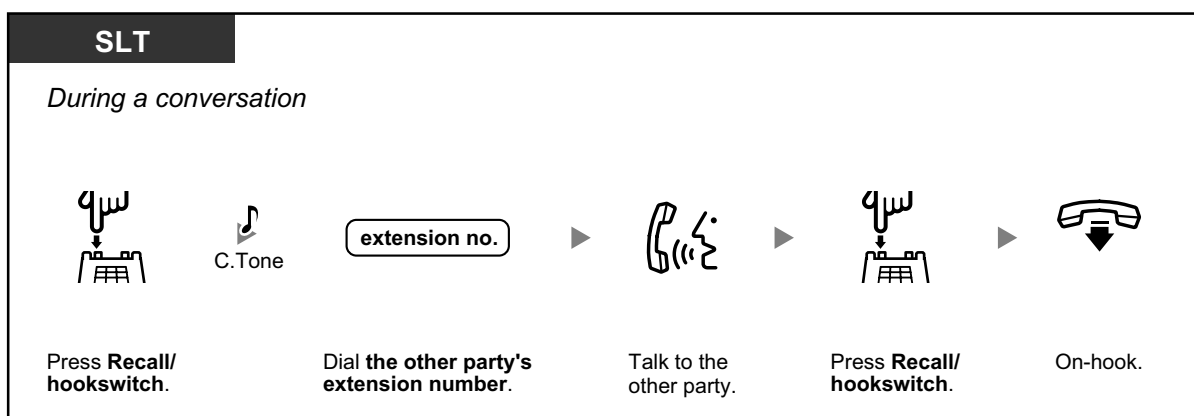 SLT
During a conversation
C.Tone
extension no.
Press Recall/
hookswitch.
Dial the other party's
extension number.
Talk to the
other party.
Press Recall/
hookswitch.
On-hook.